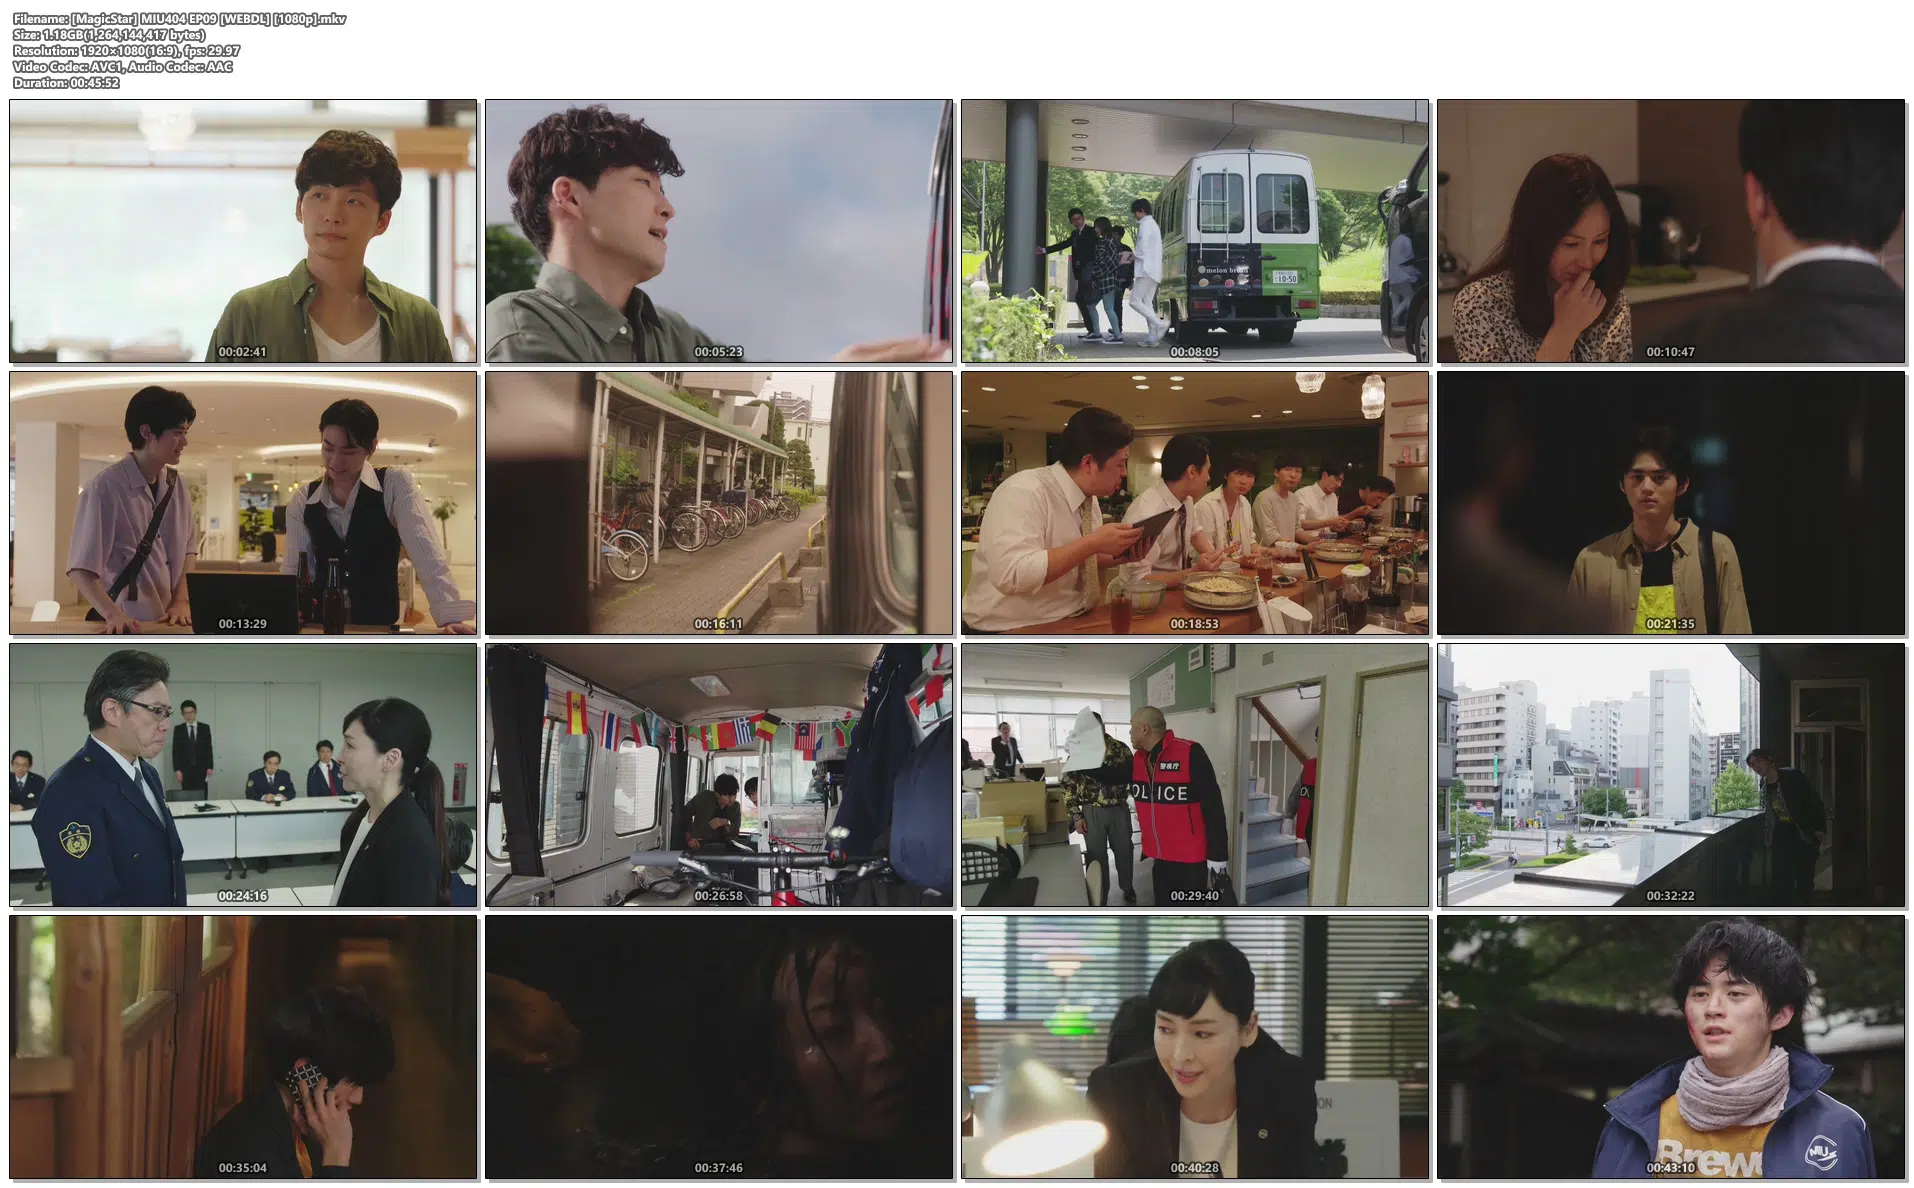 Filename: [MagicStar] MIU404 EP09 [WEBDL] [1080p].mkv
Size: 1.18GB(1,264,144,417 bytes)
Resolution: 1920×1080(16:9), fps: 29.97
Video Codec: AVC1, Audio Codec: AAC
Duration: 00:45:52
00:02:41
00:05:23
melon bread
10-50
00:08:05
00:10:47
00:13:29
00:16:11
00:18:53
00:21:35
00:24:16
00:26:58
警視庁
POLICE
00:29:40
00:32:22
00:35:04
00:37:46
00:40:28
MIU
Brew
00:43:10